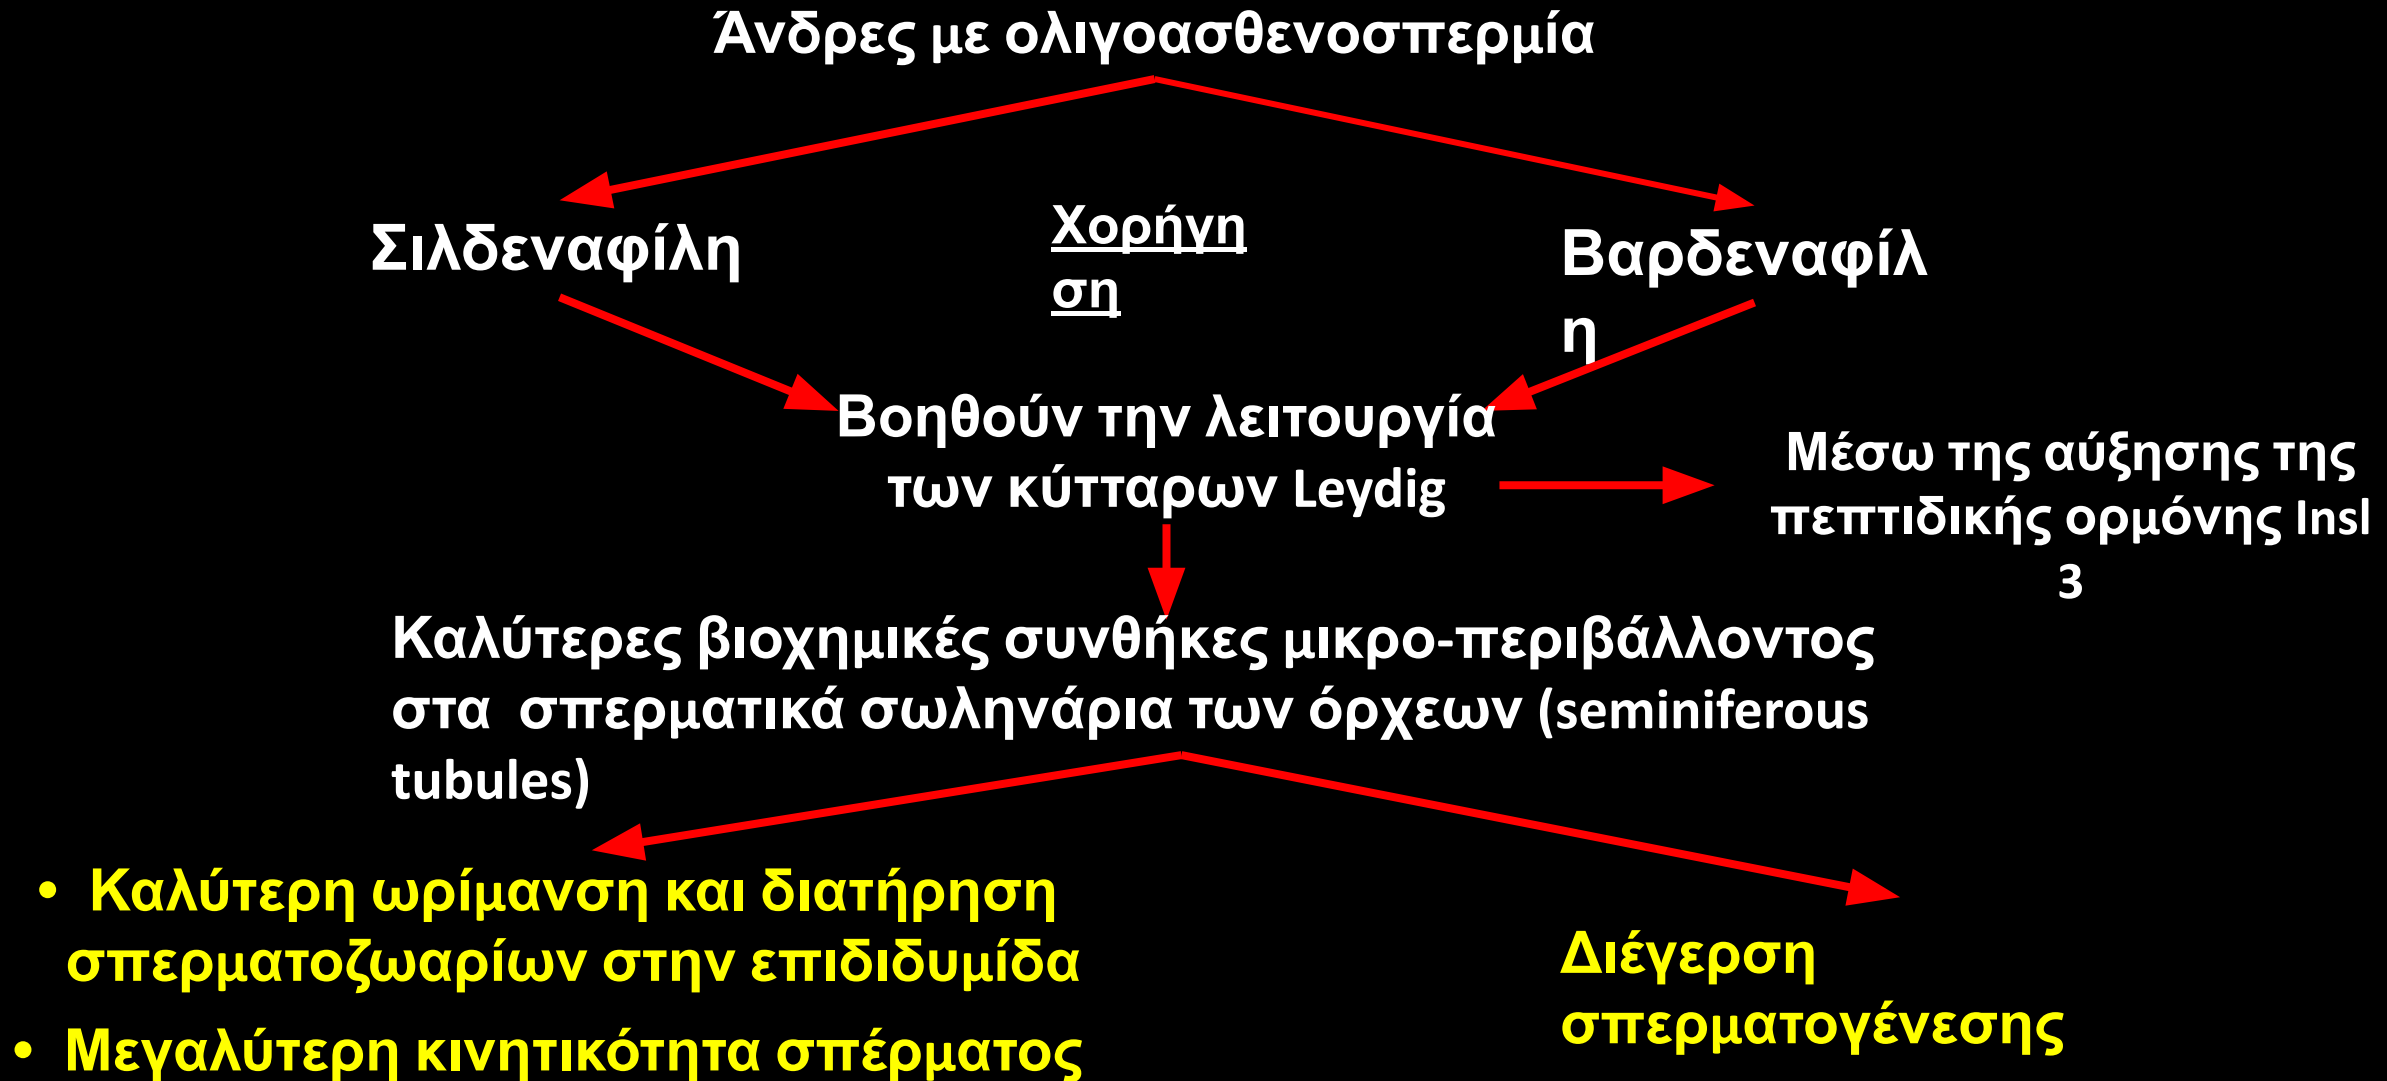 Άνδρες με ολιγοασθενοσπερμία
Σιλδεναφίλη
Χορήγη
ση
Βαρδεναφίλ
η
Βοηθούν την λειτουργία
των κύτταρων Leydig
Μέσω της αύξησης της
πεπτιδικής ορμόνης Insl
3
Καλύτερες βιοχημικές συνθήκες μικρο-περιβάλλοντος
στα σπερματικά σωληνάρια των όρχεων (seminiferous
tubules)
• Καλύτερη ωρίμανση και διατήρηση
σπερματοζωαρίων στην επιδιδυμίδα
• Μεγαλύτερη κινητικότητα σπέρματος
Διέγερση
σπερματογένεσης